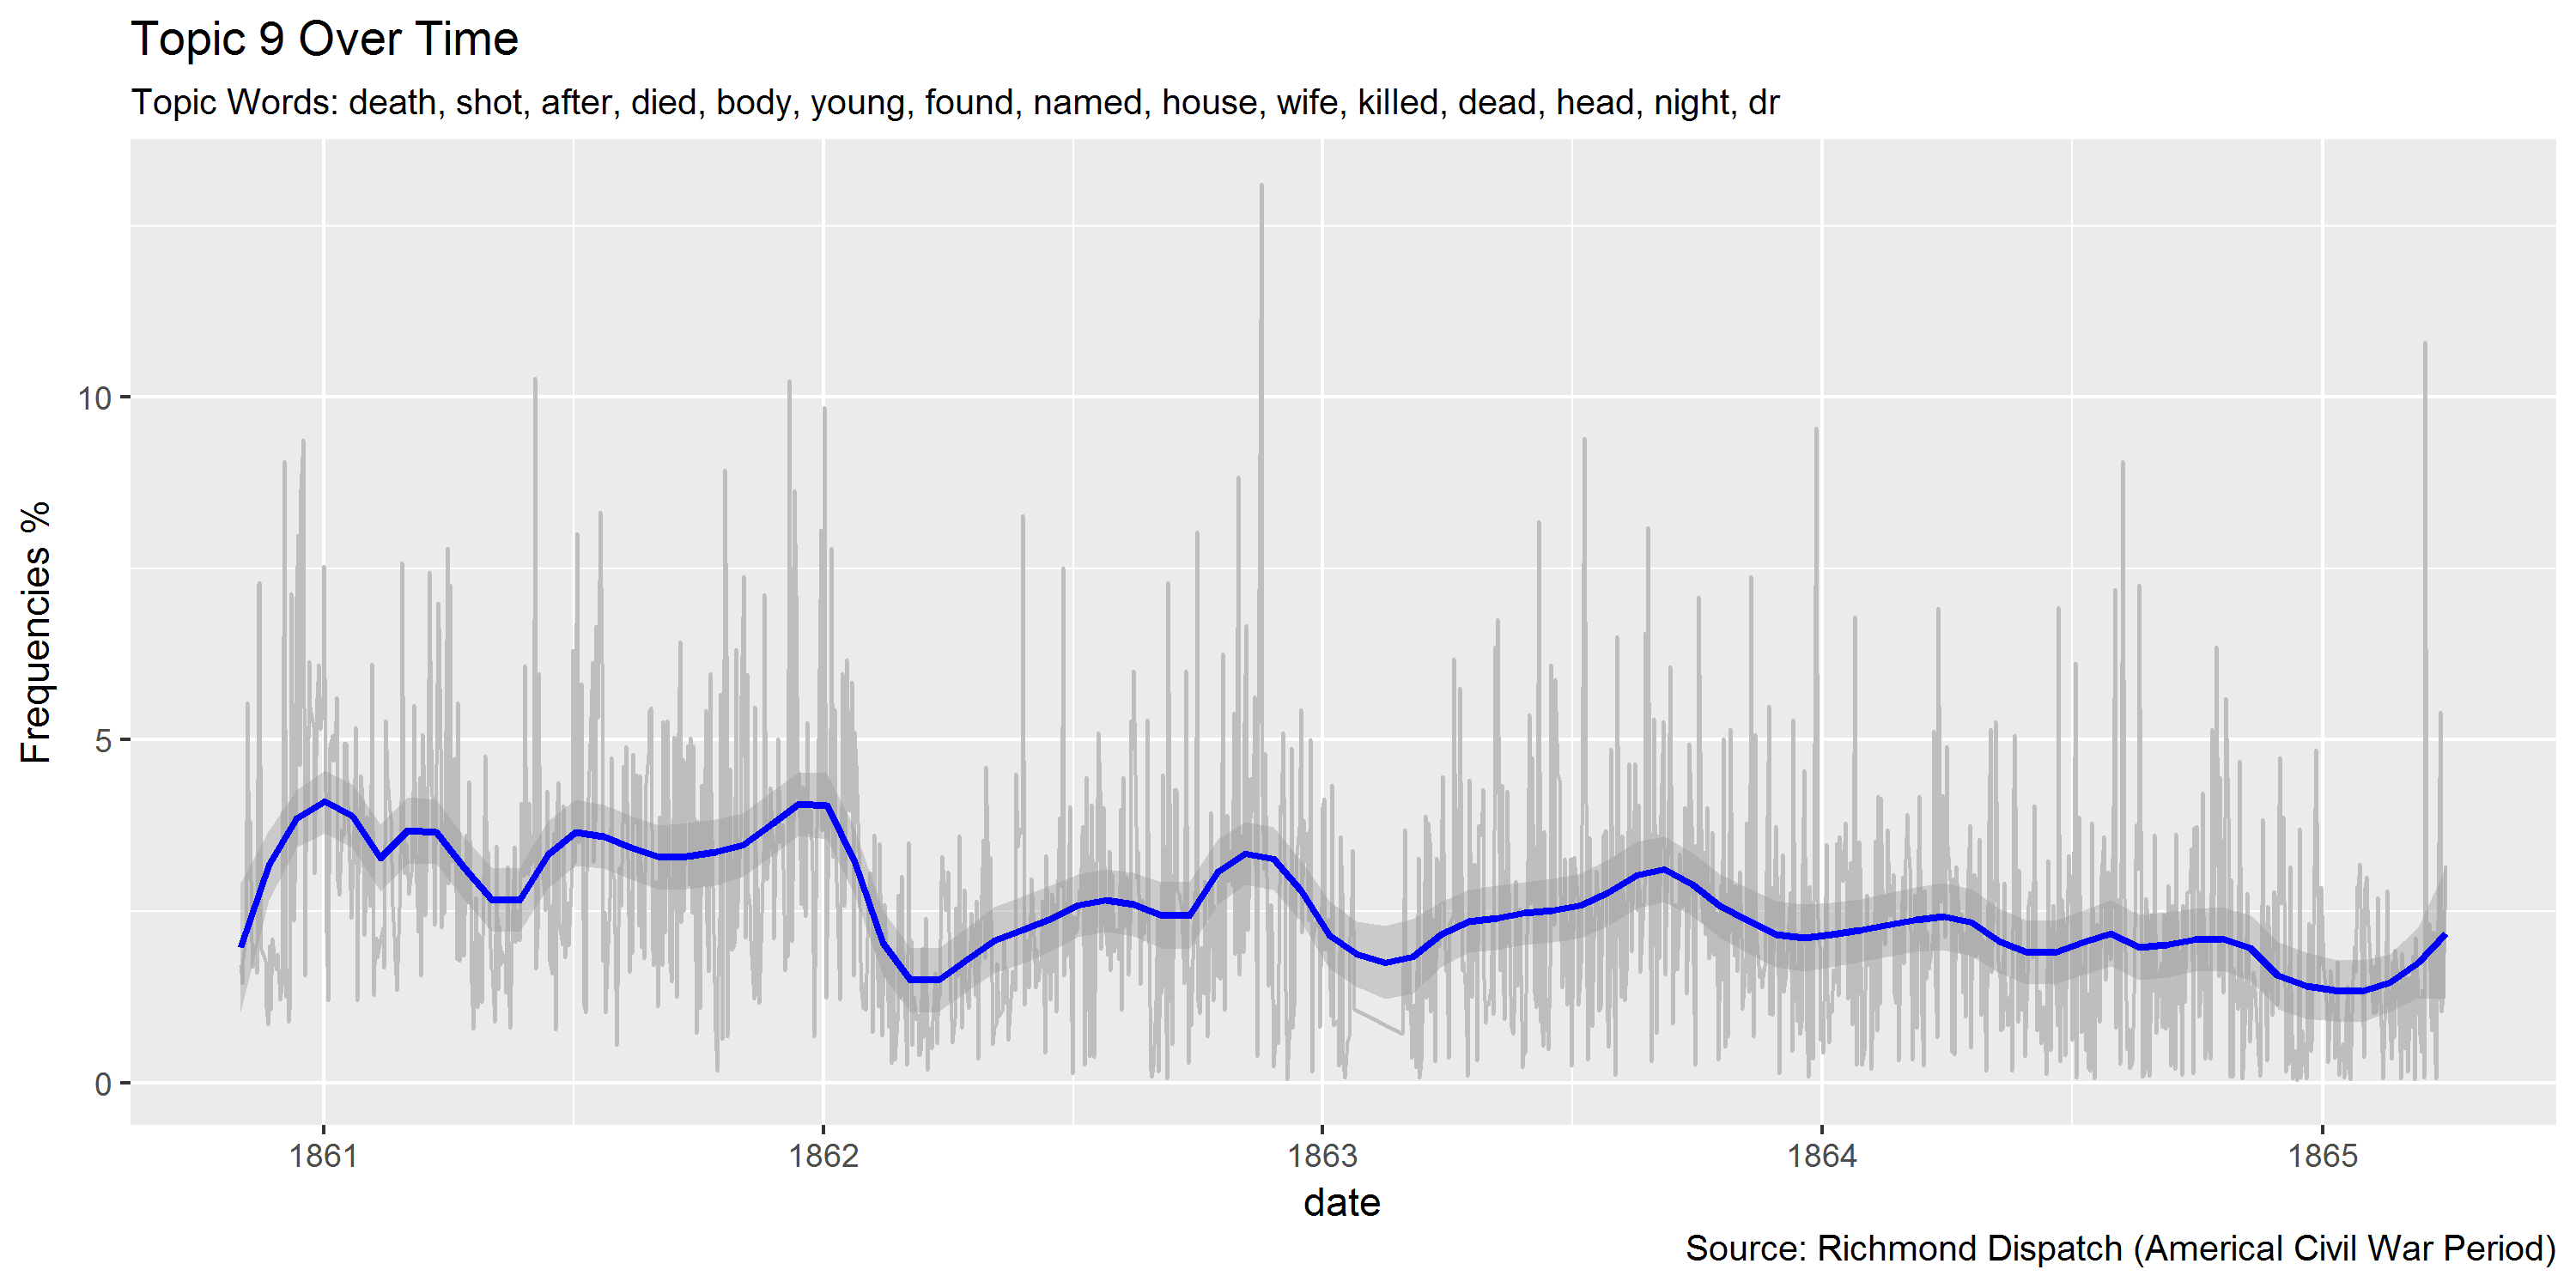 Topic 9 Over Time
Topic Words: death, shot, after, died, body, young, found, named, house, wife, killed, dead, head, night, dr
Frequencies %
10
5
0
1861 1862 1863 1864 1865
date
Source: Richmond Dispatch (Americal Civil War Period)